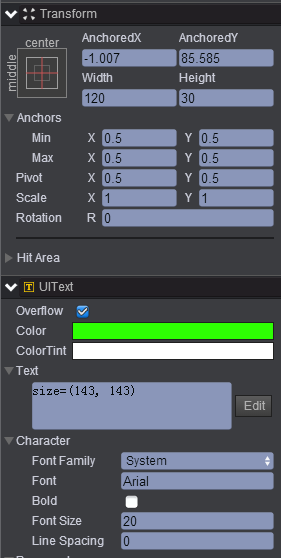 Transform
center
middle
AnchoredX AnchoredY
-1.007 85.585
Width Height
120 30
Anchors
Min X 0.5 Y 0.5
Max X 0.5 Y 0.5
Pivot X 0.5 Y 0.5
Scale X 1 Y 1
Rotation R 0
Hit Area
T UIText
Overflow
Color
ColorTint
Text
size=(143, 143)
Edit
Character
Font Family System
Font Arial
Bold
Font Size 20
Line Spacing 0